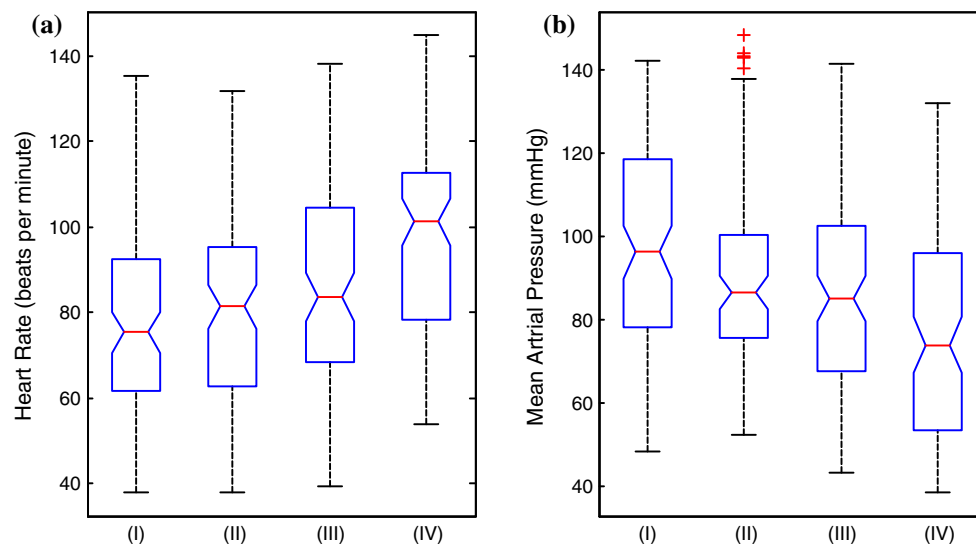 (a)
Heart Rate (beats per minute)
140
120
100
80
60
40
(I) (II) (III) (IV)
(b)
Mean Artrial Pressure (mmHg)
140
120
100
80
60
40
(I) (II) (III) (IV)